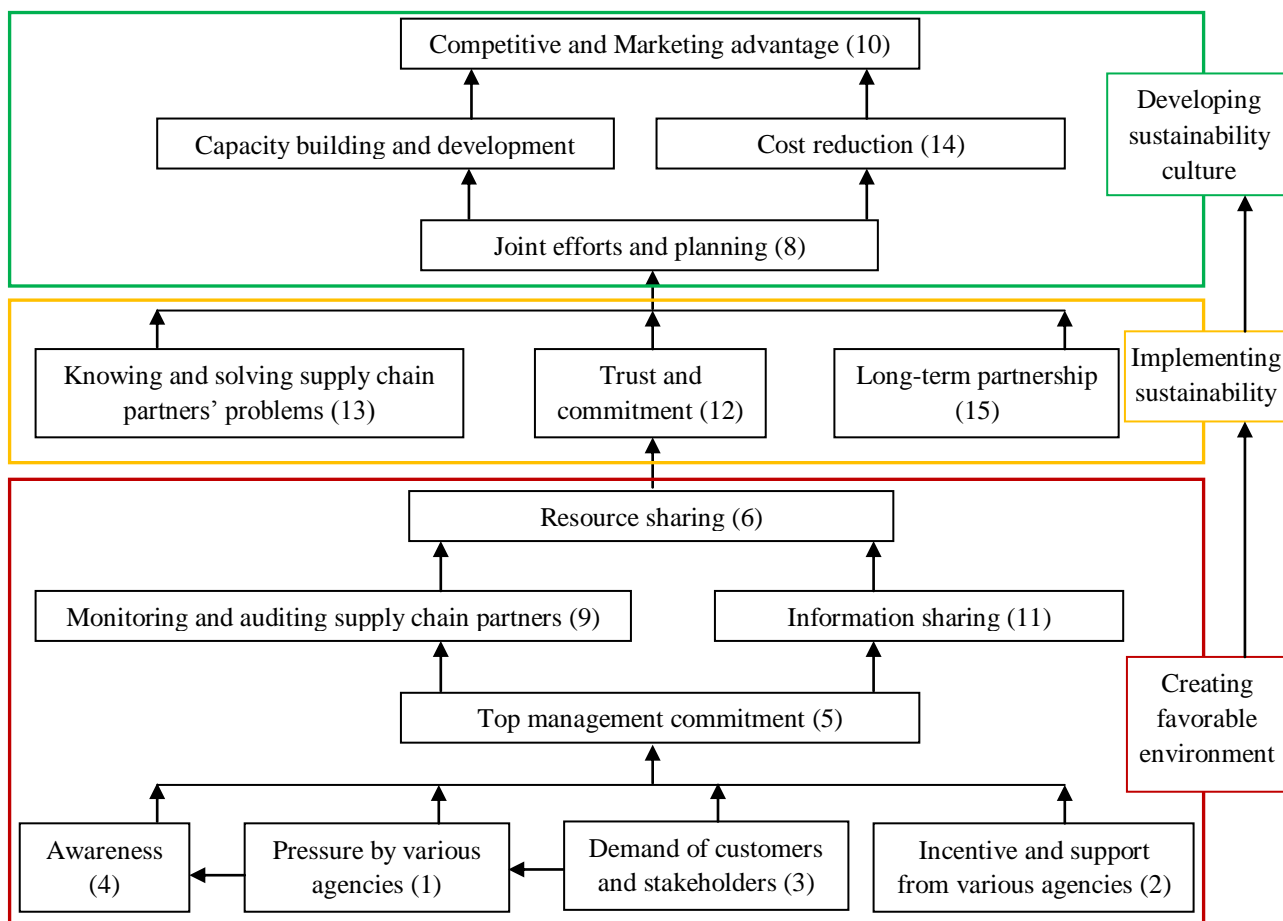 Competitive and Marketing advantage (10)
Capacity building and development
Cost reduction (14)
Joint efforts and planning (8)
Developing
sustainability
culture
Knowing and solving supply chain
partners’ problems (13)
Trust and
commitment (12)
Long-term partnership
(15)
Implementing
sustainability
Resource sharing (6)
Monitoring and auditing supply chain partners (9)
Information sharing (11)
Top management commitment (5)
Creating
favorable
environment
Awareness
(4)
Pressure by various
agencies (1)
Demand of customers
and stakeholders (3)
Incentive and support
from various agencies (2)